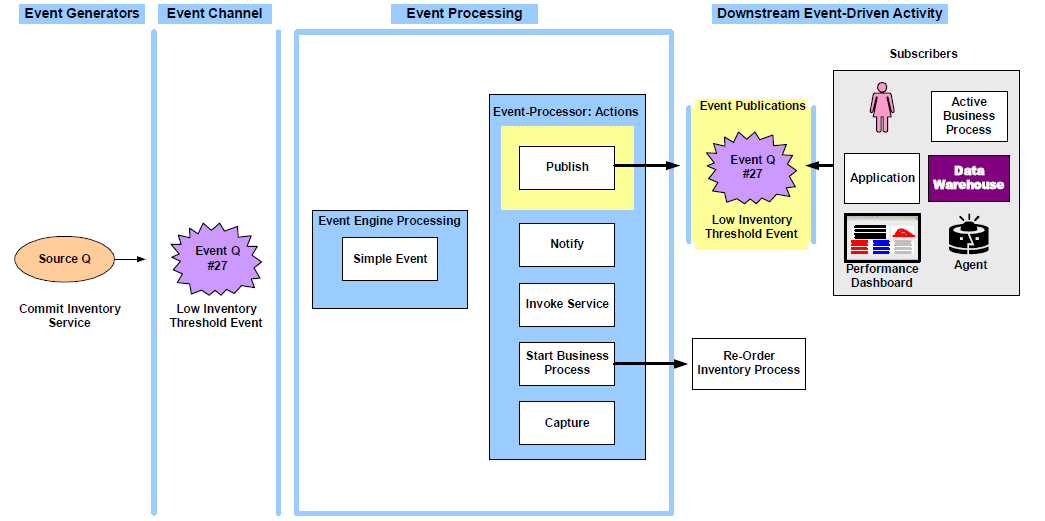 Event Generators
Event Channel
Event Processing
Downstream Event-Driven Activity
Source Q
Commit Inventory
Service
Event Q
#27
Low Inventory
Threshold Event
Event Engine Processing
Simple Event
Event-Processor: Actions
Publish
Notify
Invoke Service
Start Business
Process
Capture
Event Publications
Event Q
#27
Low Inventory
Threshold Event
Re-Order
Inventory Process
Subscribers
Active
Business
Process
Application
Data
Warehouse
Performance
Dashboard
Agent